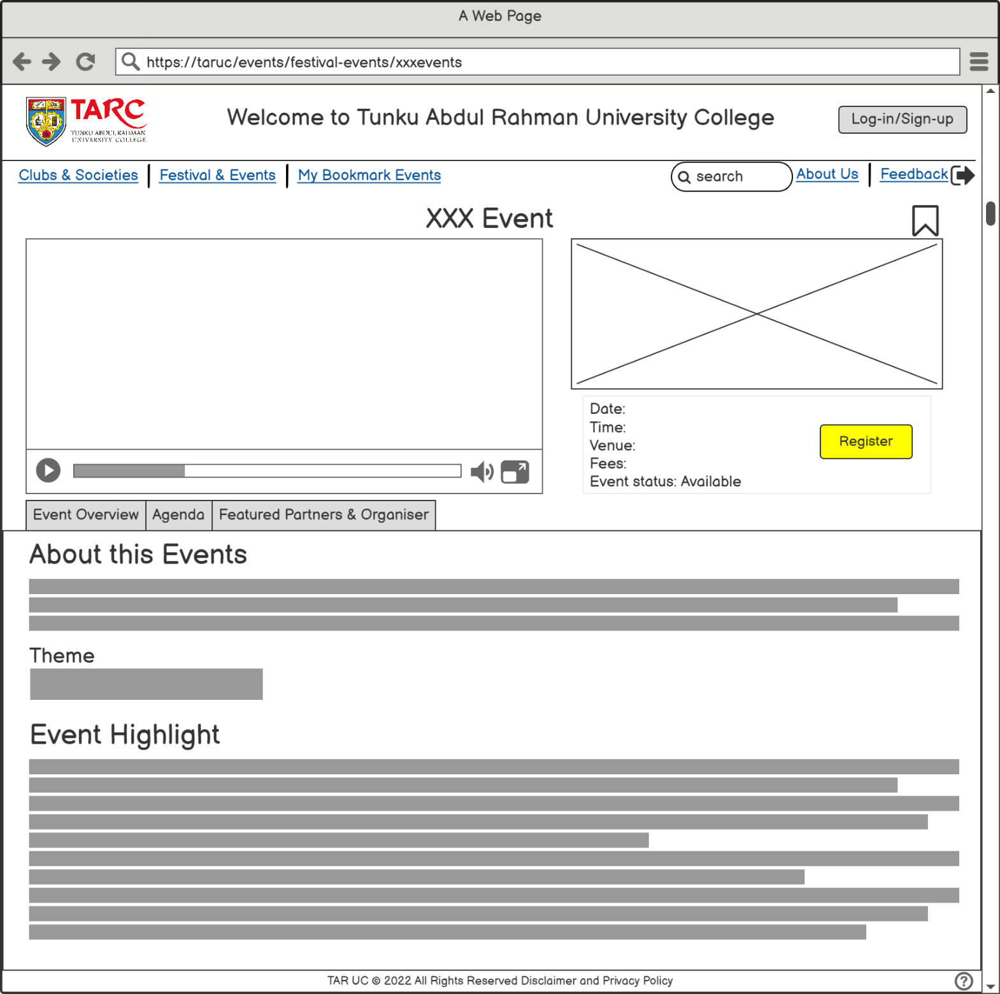 A Web Page
https://taruc/events/festival-events/xxxevents
TARC
TUNKU ABDUL RAHMAN
UNIVERSITY COLLEGE
Welcome to Tunku Abdul Rahman University College
Log-in/Sign-up
Clubs & Societies
Festival & Events
My Bookmark Events
search
About Us
Feedback
XXX Event
Date:
Time:
Venue:
Fees:
Event status: Available
Register
Event Overview
Agenda
Featured Partners & Organiser
About this Events
Theme
Event Highlight
TAR UC © 2022 All Rights Reserved Disclaimer and Privacy Policy
?